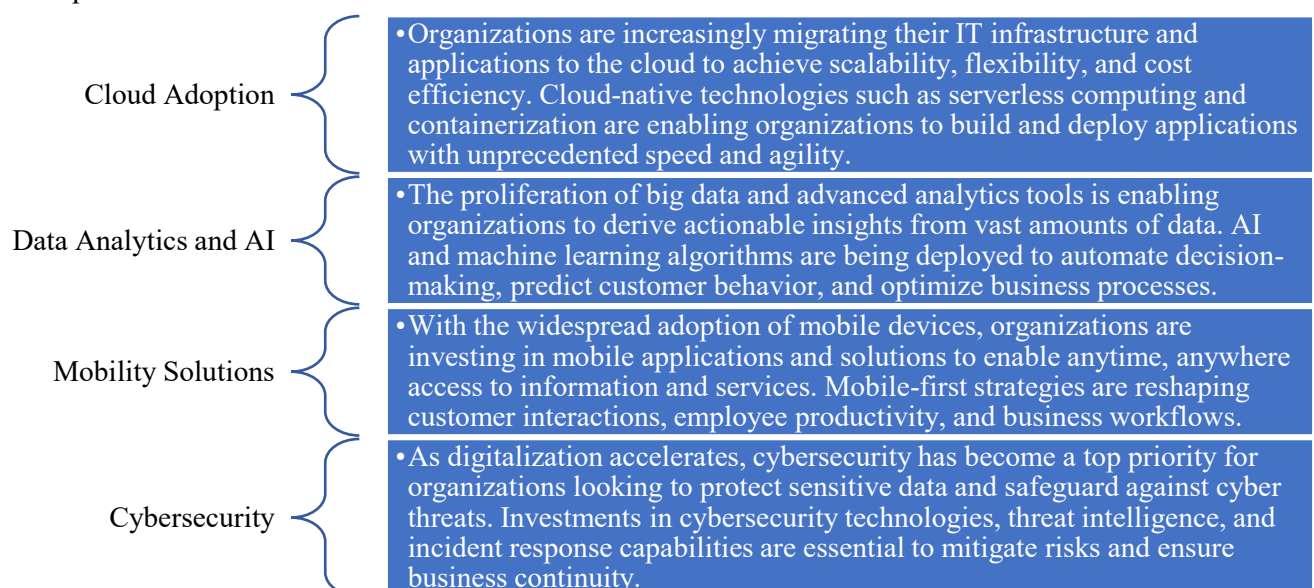 Cloud Adoption
•Organizations are increasingly migrating their IT infrastructure and
applications to the cloud to achieve scalability, flexibility, and cost
efficiency. Cloud-native technologies such as serverless computing and
containerization are enabling organizations to build and deploy applications
with unprecedented speed and agility.
Data Analytics and AI
•The proliferation of big data and advanced analytics tools is enabling
organizations to derive actionable insights from vast amounts of data. AI
and machine learning algorithms are being deployed to automate decision-
making, predict customer behavior, and optimize business processes.
Mobility Solutions
•With the widespread adoption of mobile devices, organizations are
investing in mobile applications and solutions to enable anytime, anywhere
access to information and services. Mobile-first strategies are reshaping
customer interactions, employee productivity, and business workflows.
Cybersecurity
•As digitalization accelerates, cybersecurity has become a top priority for
organizations looking to protect sensitive data and safeguard against cyber
threats. Investments in cybersecurity technologies, threat intelligence, and
incident response capabilities are essential to mitigate risks and ensure
business continuity.